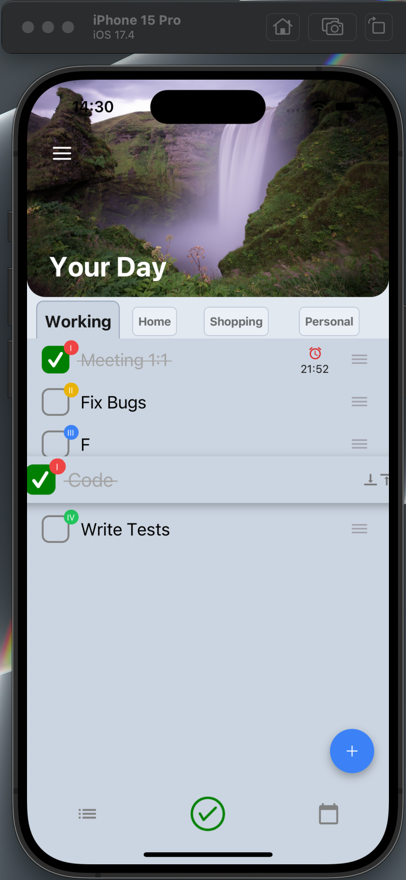 iPhone 15 Pro
iOS 17.4
14:30
Your Day
Working
Home
Shopping
Personal
I
Meeting 1:1
21:52
II
Fix Bugs
III
F
I
Code
IV
Write Tests
+